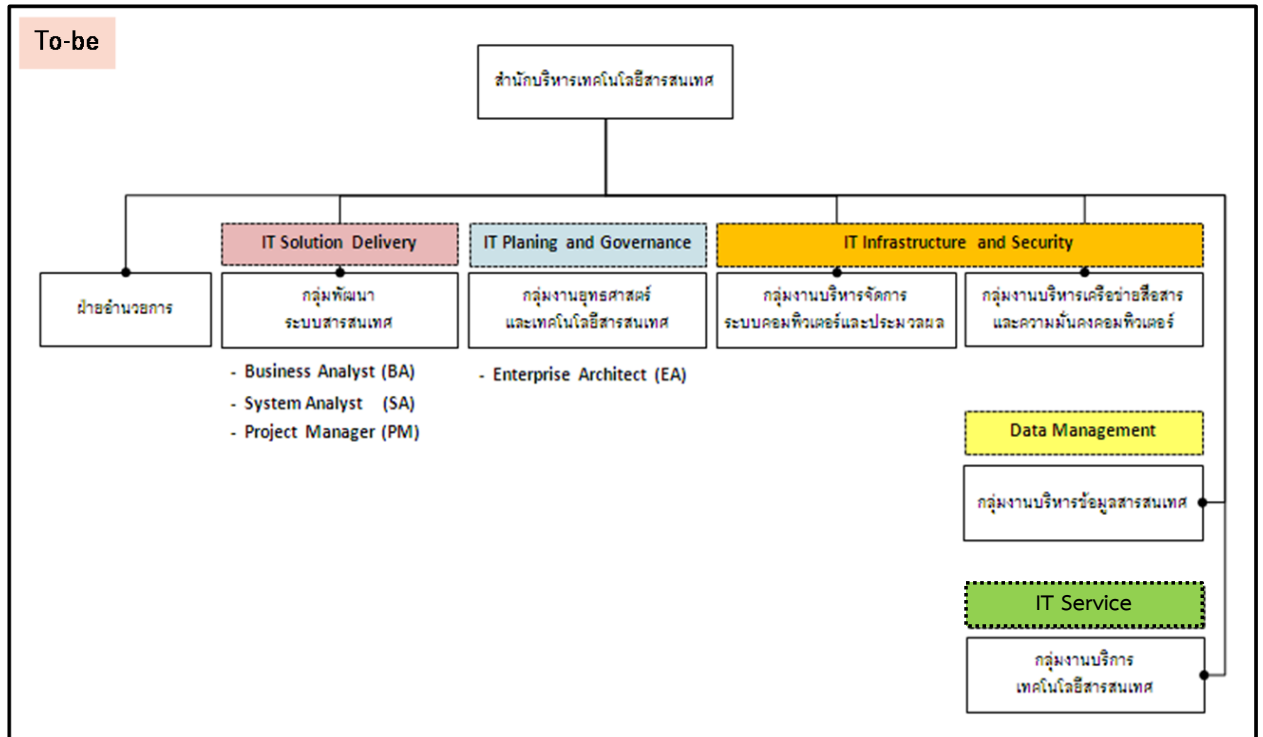 To-be
สำนักบริหารเทคโนโลยีสารสนเทศ
IT Solution Delivery
IT Planing and Governance
IT Infrastructure and Security
ฝ่ายอำนวยการ
กลุ่มพัฒนา
ระบบสารสนเทศ
กลุ่มงานยุทธศาสตร์
และเทคโนโลยีสารสนเทศ
กลุ่มงานบริหารจัดการ
ระบบคอมพิวเตอร์และประมวลผล
กลุ่มงานบริหารเครือข่ายสื่อสาร
และความมั่นคงคอมพิวเตอร์
- Business Analyst (BA)
- System Analyst (SA)
- Project Manager (PM)
- Enterprise Architect (EA)
Data Management
กลุ่มงานบริหารข้อมูลสารสนเทศ
IT Service
กลุ่มงานบริการ
เทคโนโลยีสารสนเทศ